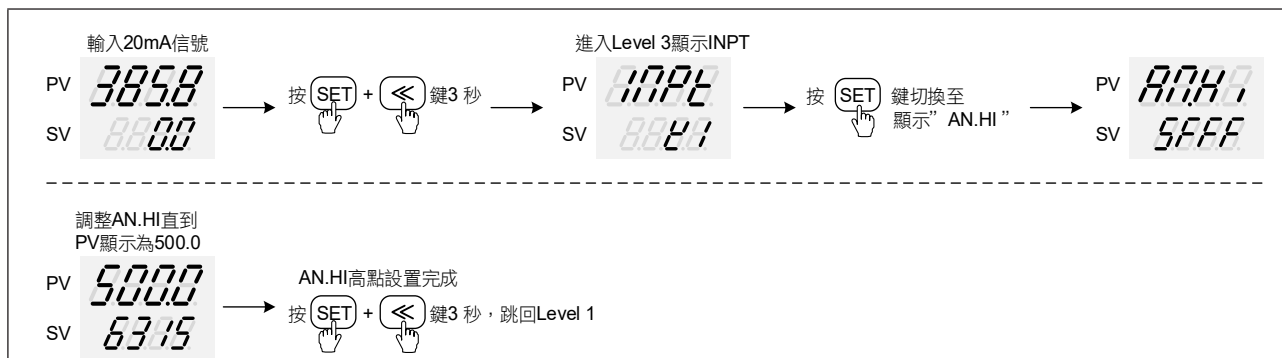 輸入20mA信號
PV 385.8
SV 0.0
按 SET + ≪ 鍵3 秒
進入Level 3顯示INPT
PV INPt
SV K1
按 SET 鍵切換至
顯示” AN.HI ”
PV AN.Hi
SV 5FFF
調整AN.HI直到
PV顯示為500.0
PV 500.0
SV 6315
AN.HI高點設置完成
按 SET + ≪ 鍵3 秒，跳回Level 1